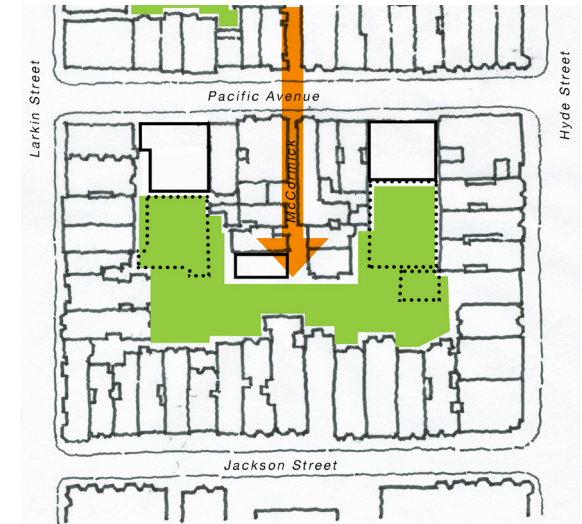 Larkin Street
Hyde Street
Pacific Avenue
McCormick
Jackson Street